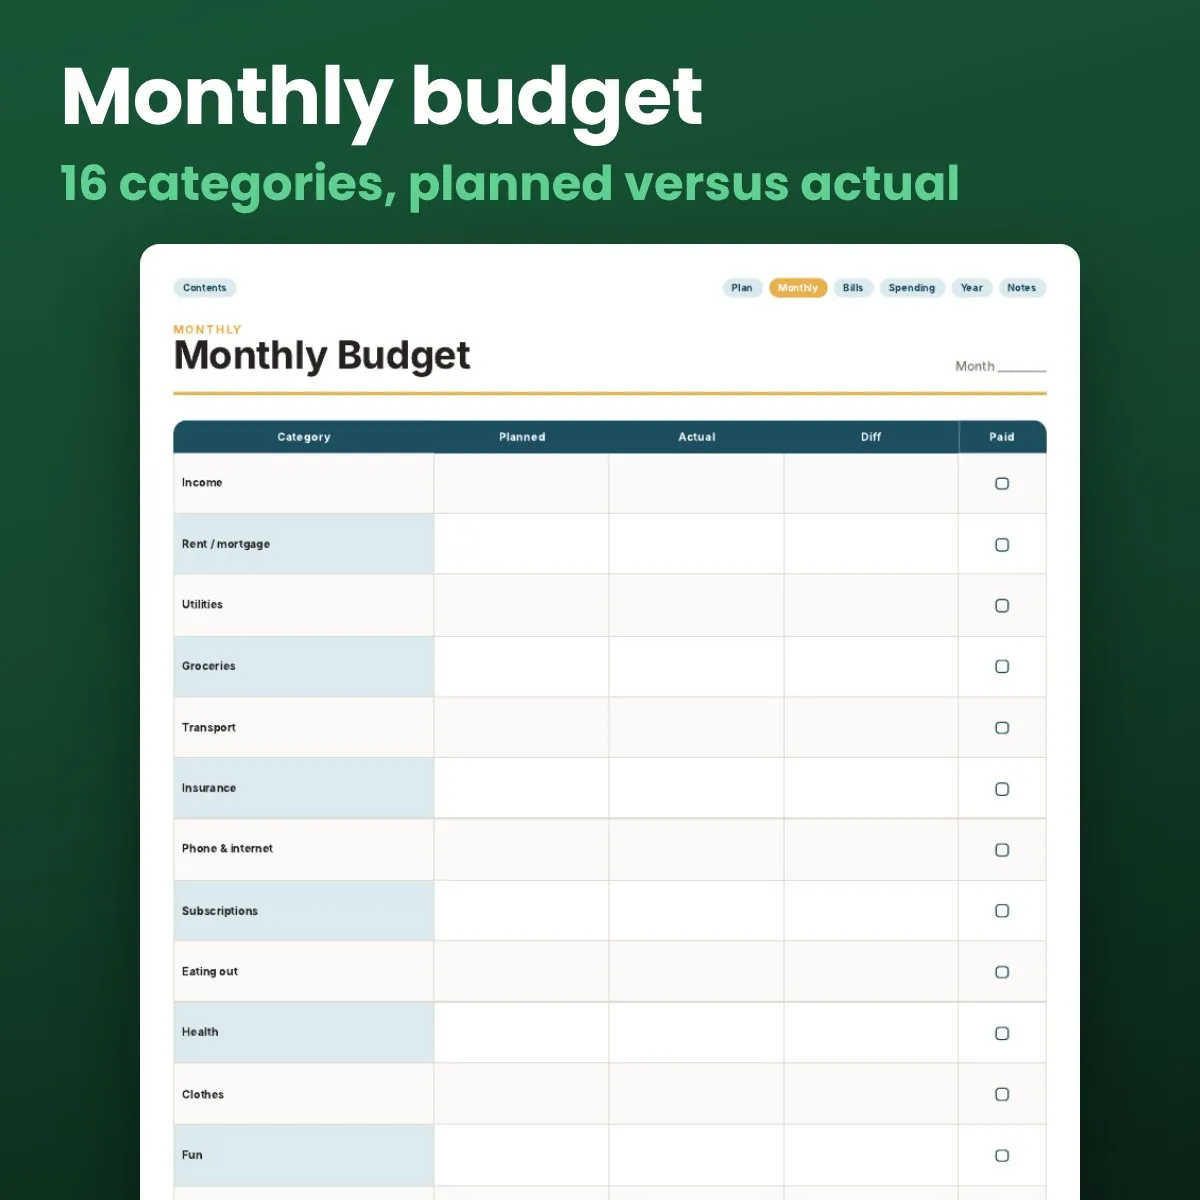 Monthly budget
16 categories, planned versus actual
Contents Plan Monthly Bills Spending Year Notes
MONTHLY
Monthly Budget
Month ______
Category Planned Actual Diff Paid
Income
Rent / mortgage
Utilities
Groceries
Transport
Insurance
Phone & internet
Subscriptions
Eating out
Health
Clothes
Fun